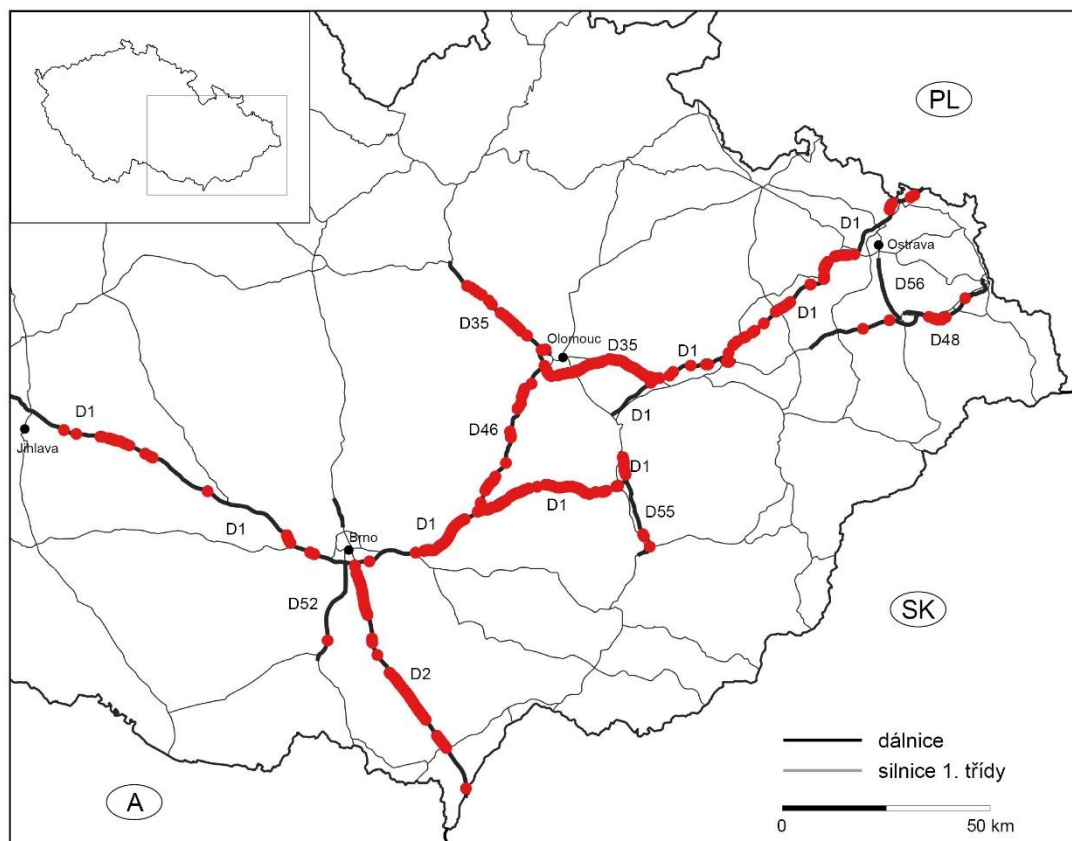 PL
D1
Ostrava
D56
D35
D1
Olomouc
D35
D1
D48
D1
D1
Jihlava
D46
D1
D1
D55
D1
D1
Brno
D52
SK
D2
dálnice
silnice 1. třídy
A
0
50 km